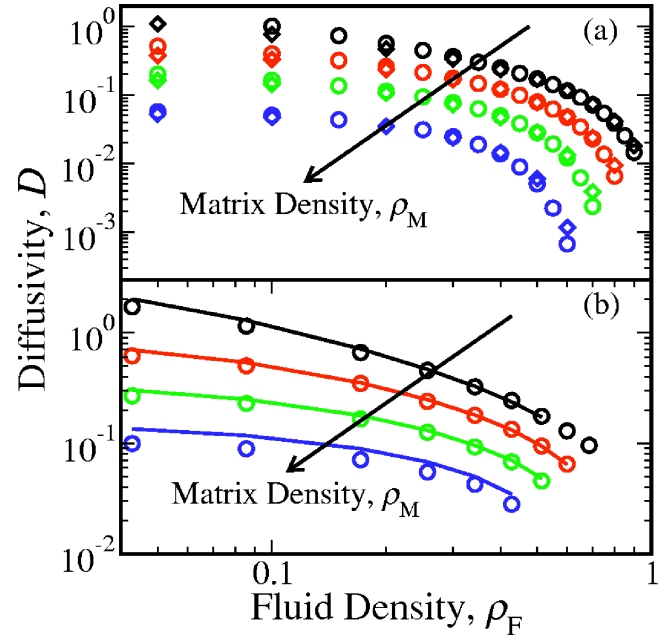 10^0
(a)
10^-1
10^-2
Matrix Density, ρ_M
10^-3
Diffusivity, D
(b)
10^0
10^-1
Matrix Density, ρ_M
10^-2
0.1
1
Fluid Density, ρ_F